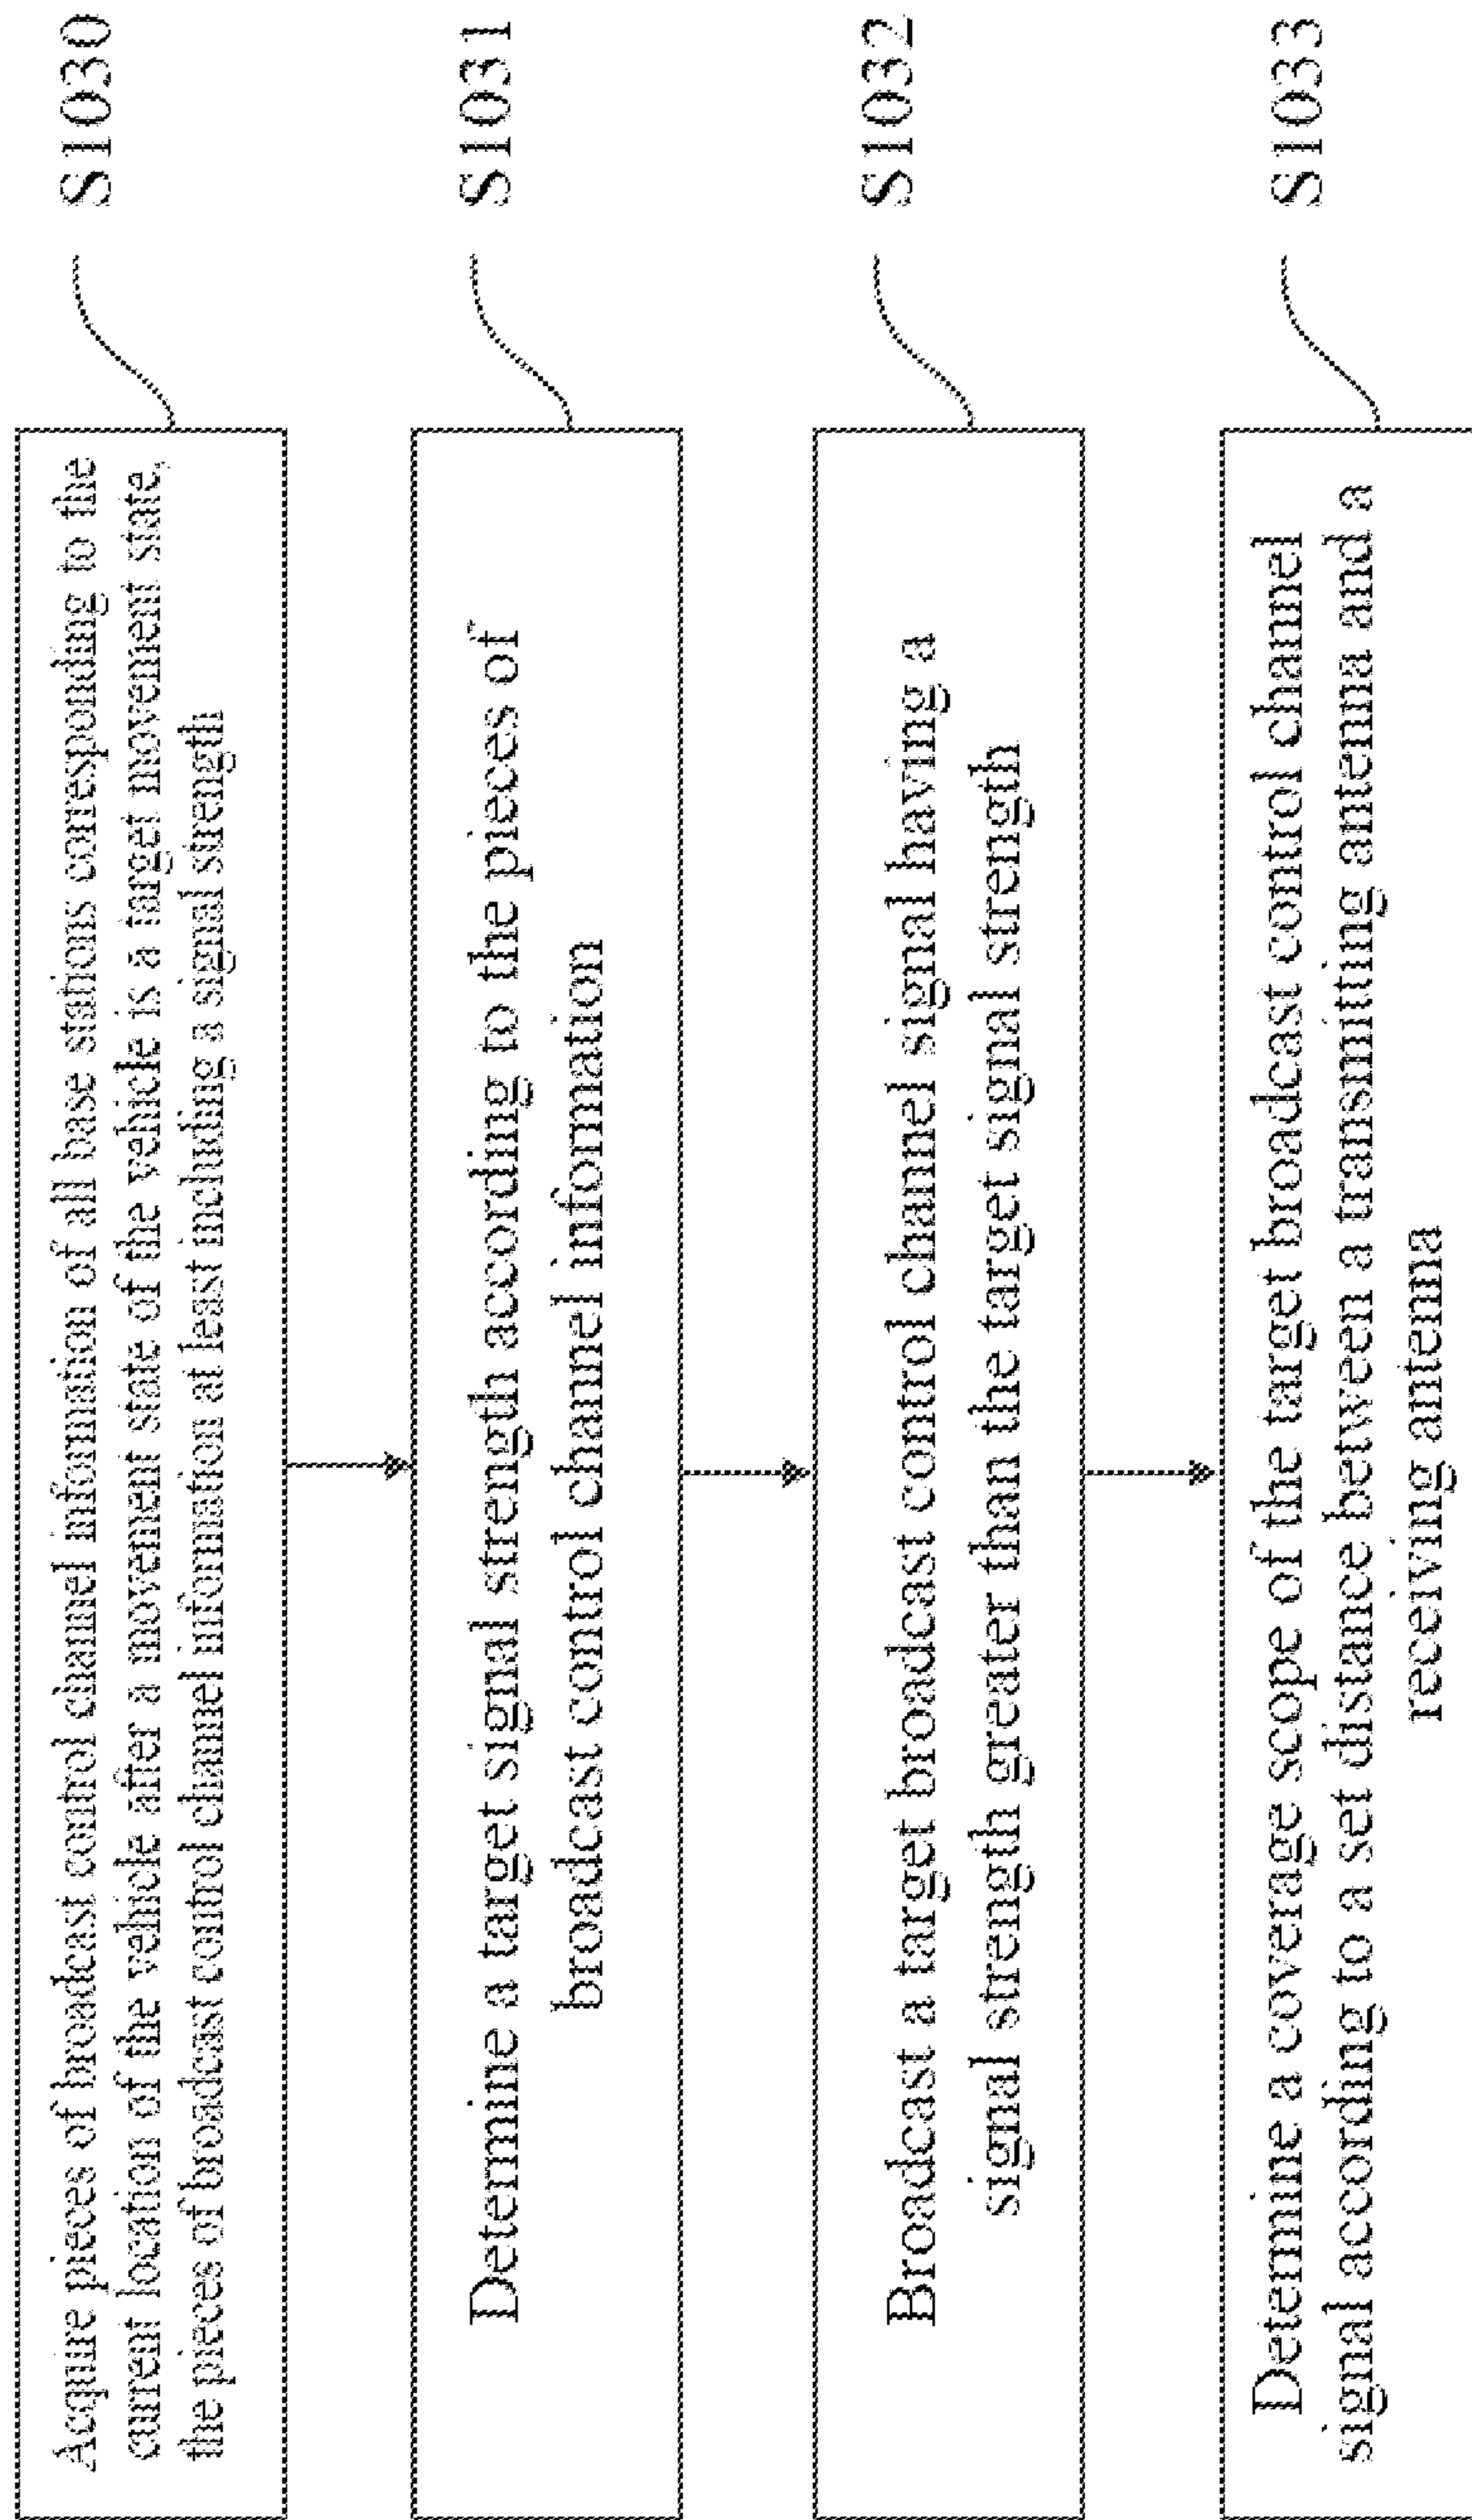 Acquire pieces of broadcast control channel information of all base stations corresponding to the
current location of the vehicle after a movement state of the vehicle is a target movement state,
the pieces of broadcast control channel information at least including a signal strength
S1030
Determine a target signal strength according to the pieces of
broadcast control channel infomation
S1031
Broadcast a target broadcast control channel signal having a
signal strength greater than the target signal strength
S1032
Determine a coverage scope of the target broadcast control channel
signal according to a set distance between a transmitting antenna and a
receiving antenna
S1033